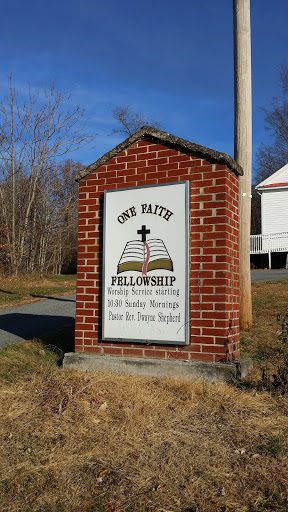 ONE FAITH
FELLOWSHIP
Worship Service starting
10:30 Sunday Mornings
Pastor Rev. Dwayne Shepherd